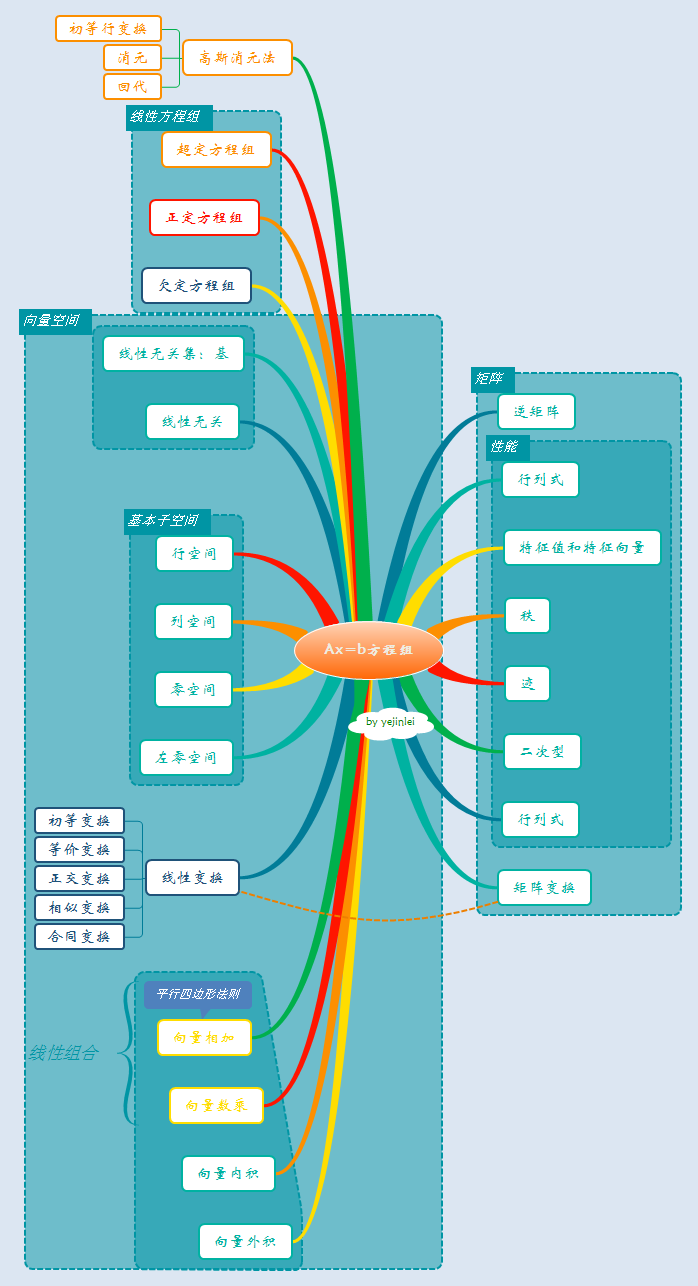 初等行变换
消元
回代
高斯消元法
线性方程组
超定方程组
正定方程组
欠定方程组
向量空间
线性无关集：基
线性无关
基本子空间
行空间
列空间
零空间
左零空间
初等变换
等价变换
正交变换
相似变换
合同变换
线性变换
平行四边形法则
线性组合
向量相加
向量数乘
向量内积
向量外积
Ax=b方程组
by yejinlei
矩阵
逆矩阵
性能
行列式
特征值和特征向量
秩
迹
二次型
行列式
矩阵变换